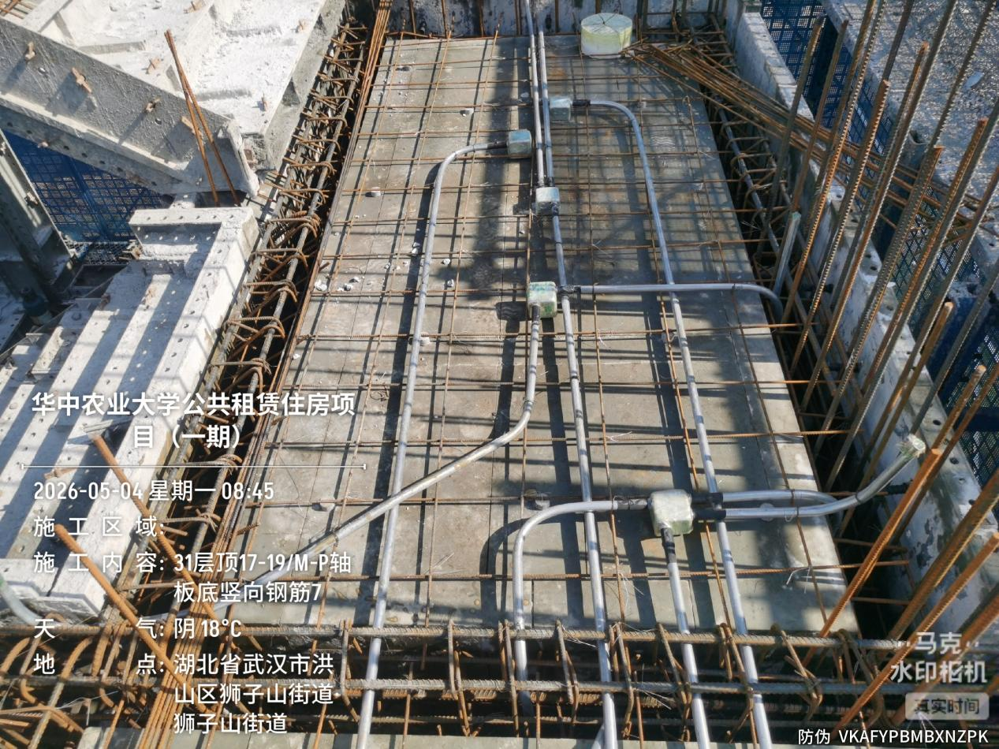 华中农业大学公共租赁住房项
目（一期）
2026-05-04 星期一 08:45
施工区域:
施工内容: 31层顶17-19/M-P轴
板底竖向钢筋7
天气: 阴 18°C
地点: 湖北省武汉市洪
山区狮子山街道·
狮子山街道
马克
水印相机
真实时间
防伪 VKAFYPBMBXNZPK